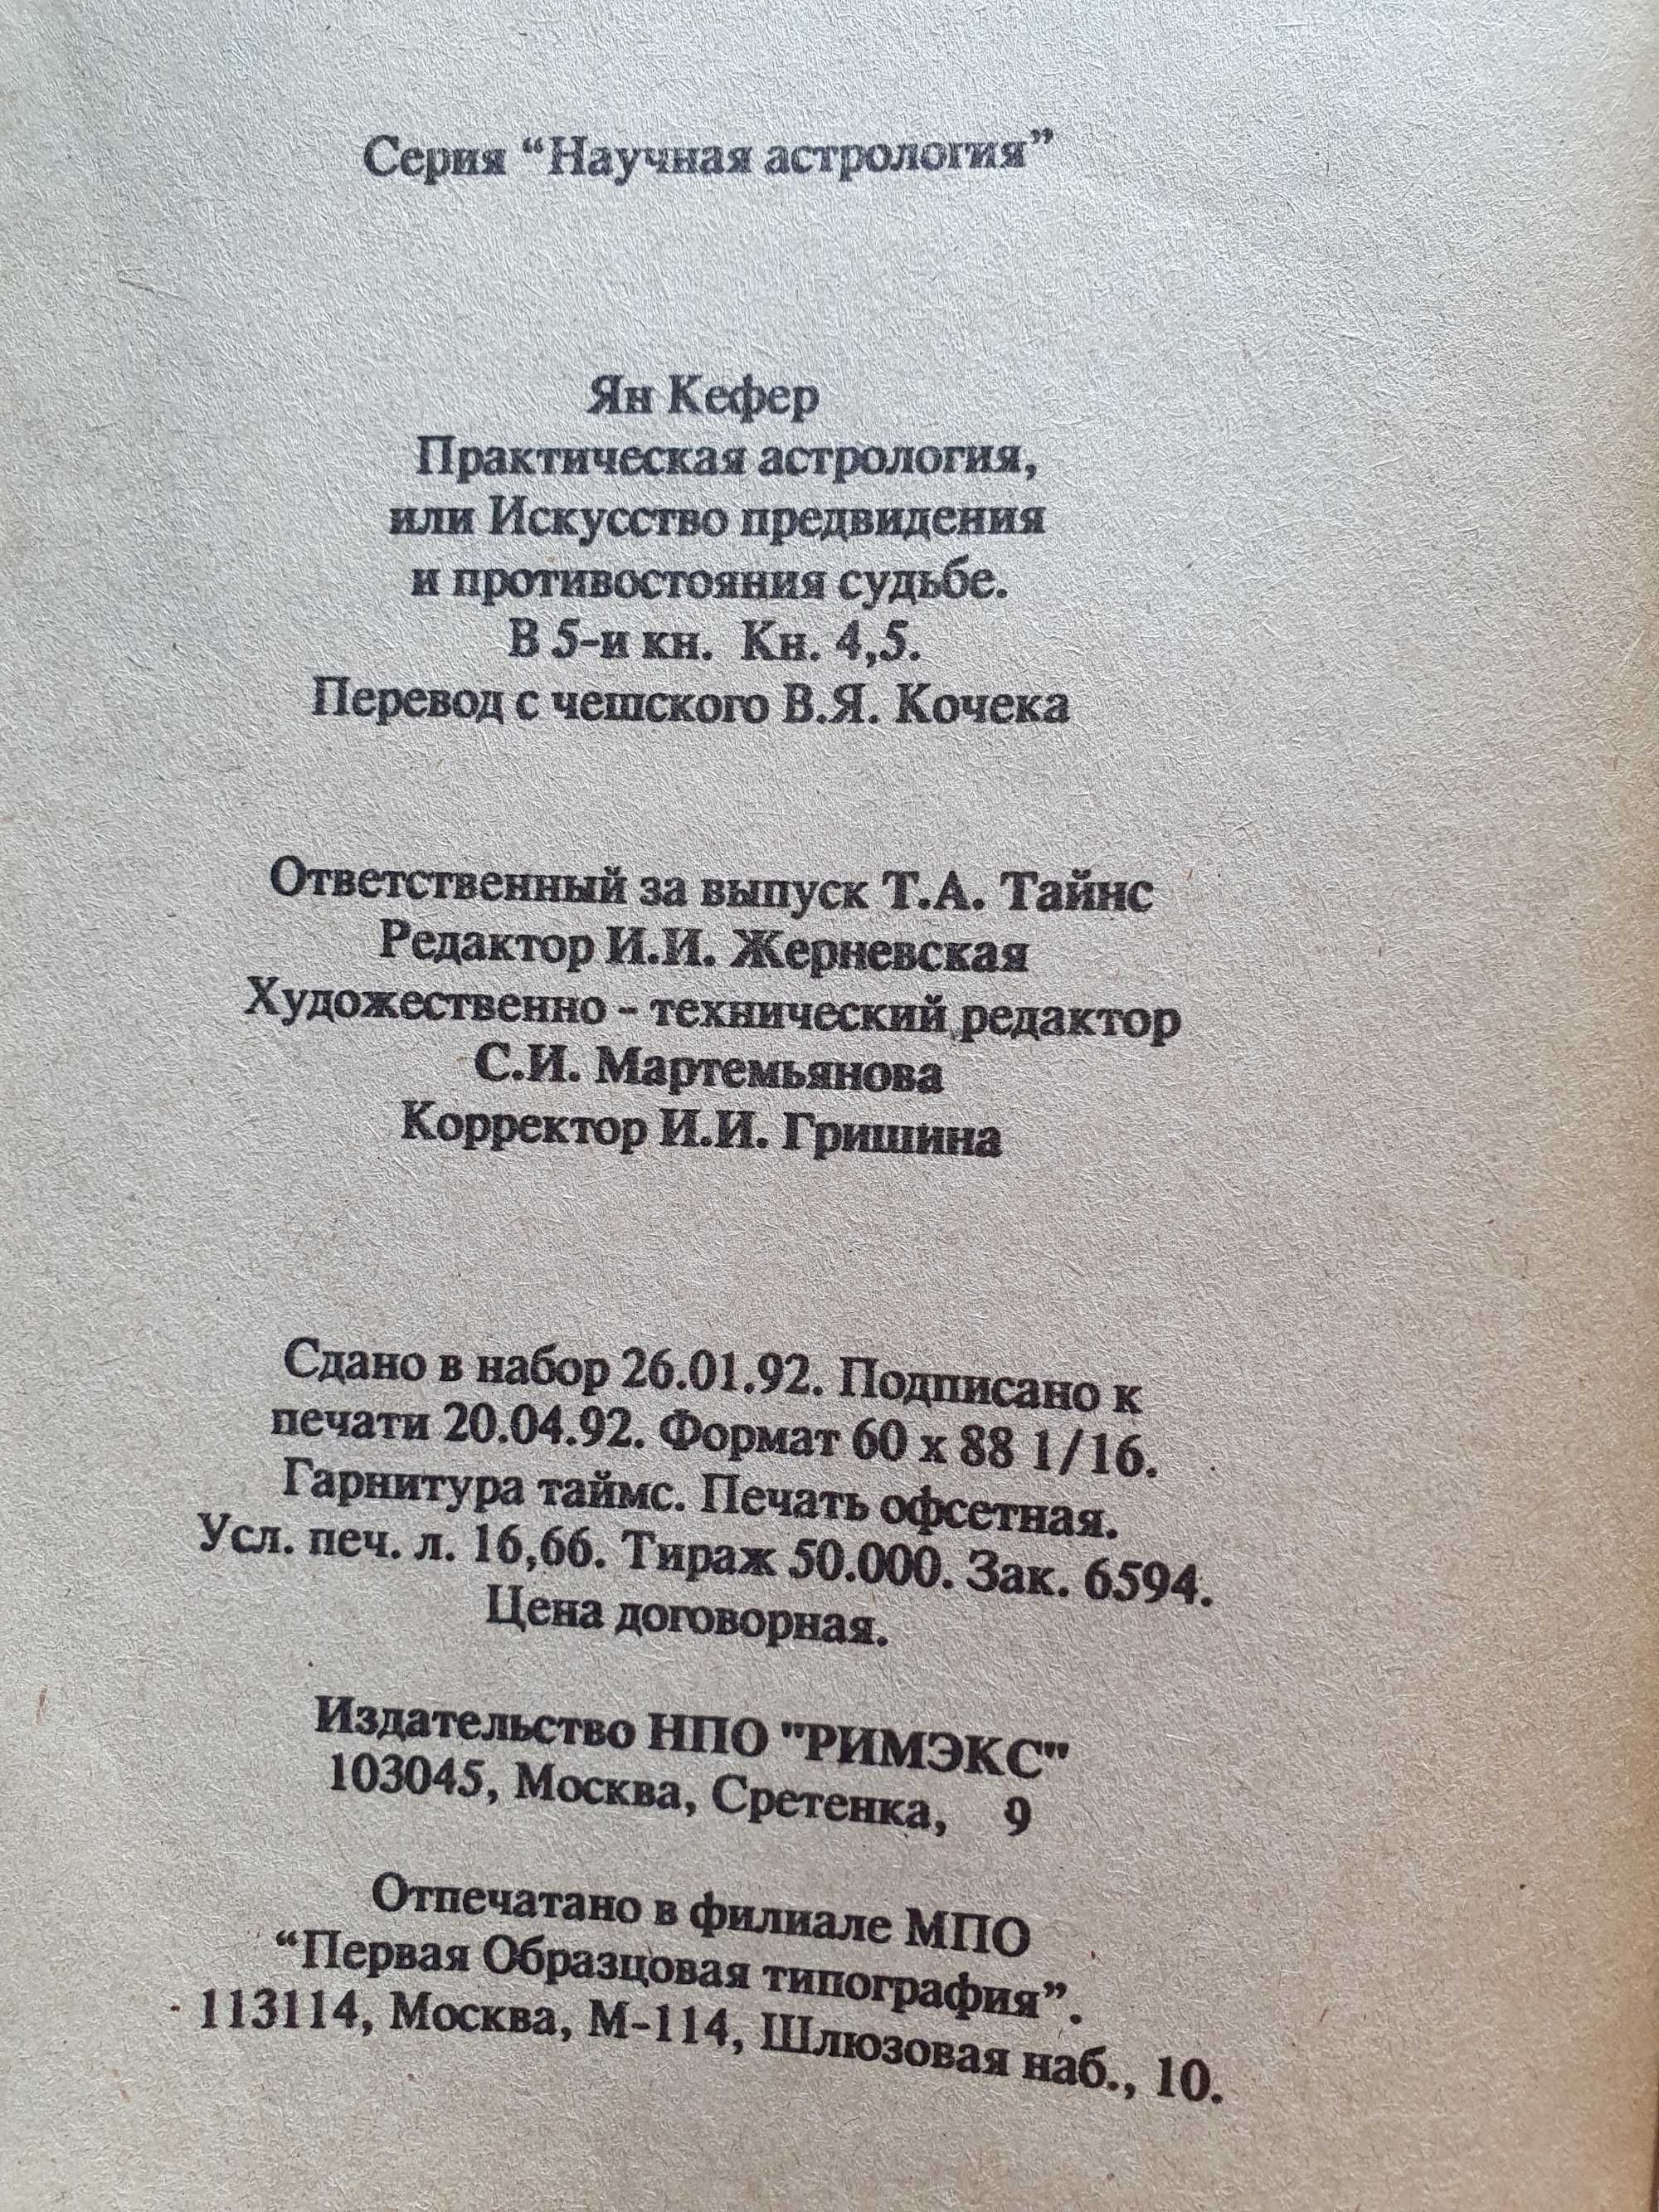 Серия “Научная астрология”
Ян Кефер
Практическая астрология,
или Искусство предвидения
и противостояния судьбе.
В 5-и кн. Кн. 4,5.
Перевод с чешского В.Я. Кочека
Ответственный за выпуск Т.А. Тайнс
Редактор И.И. Жерневская
Художественно - технический редактор
С.И. Мартемьянова
Корректор И.И. Гришина
Сдано в набор 26.01.92. Подписано к
печати 20.04.92. Формат 60 х 88 1/16.
Гарнитура таймс. Печать офсетная.
Усл. печ. л. 16,66. Тираж 50.000. Зак. 6594.
Цена договорная.
Издательство НПО "РИМЭКС"
103045, Москва, Сретенка, 9
Отпечатано в филиале МПО
“Первая Образцовая типография”.
113114, Москва, М-114, Шлюзовая наб., 10.